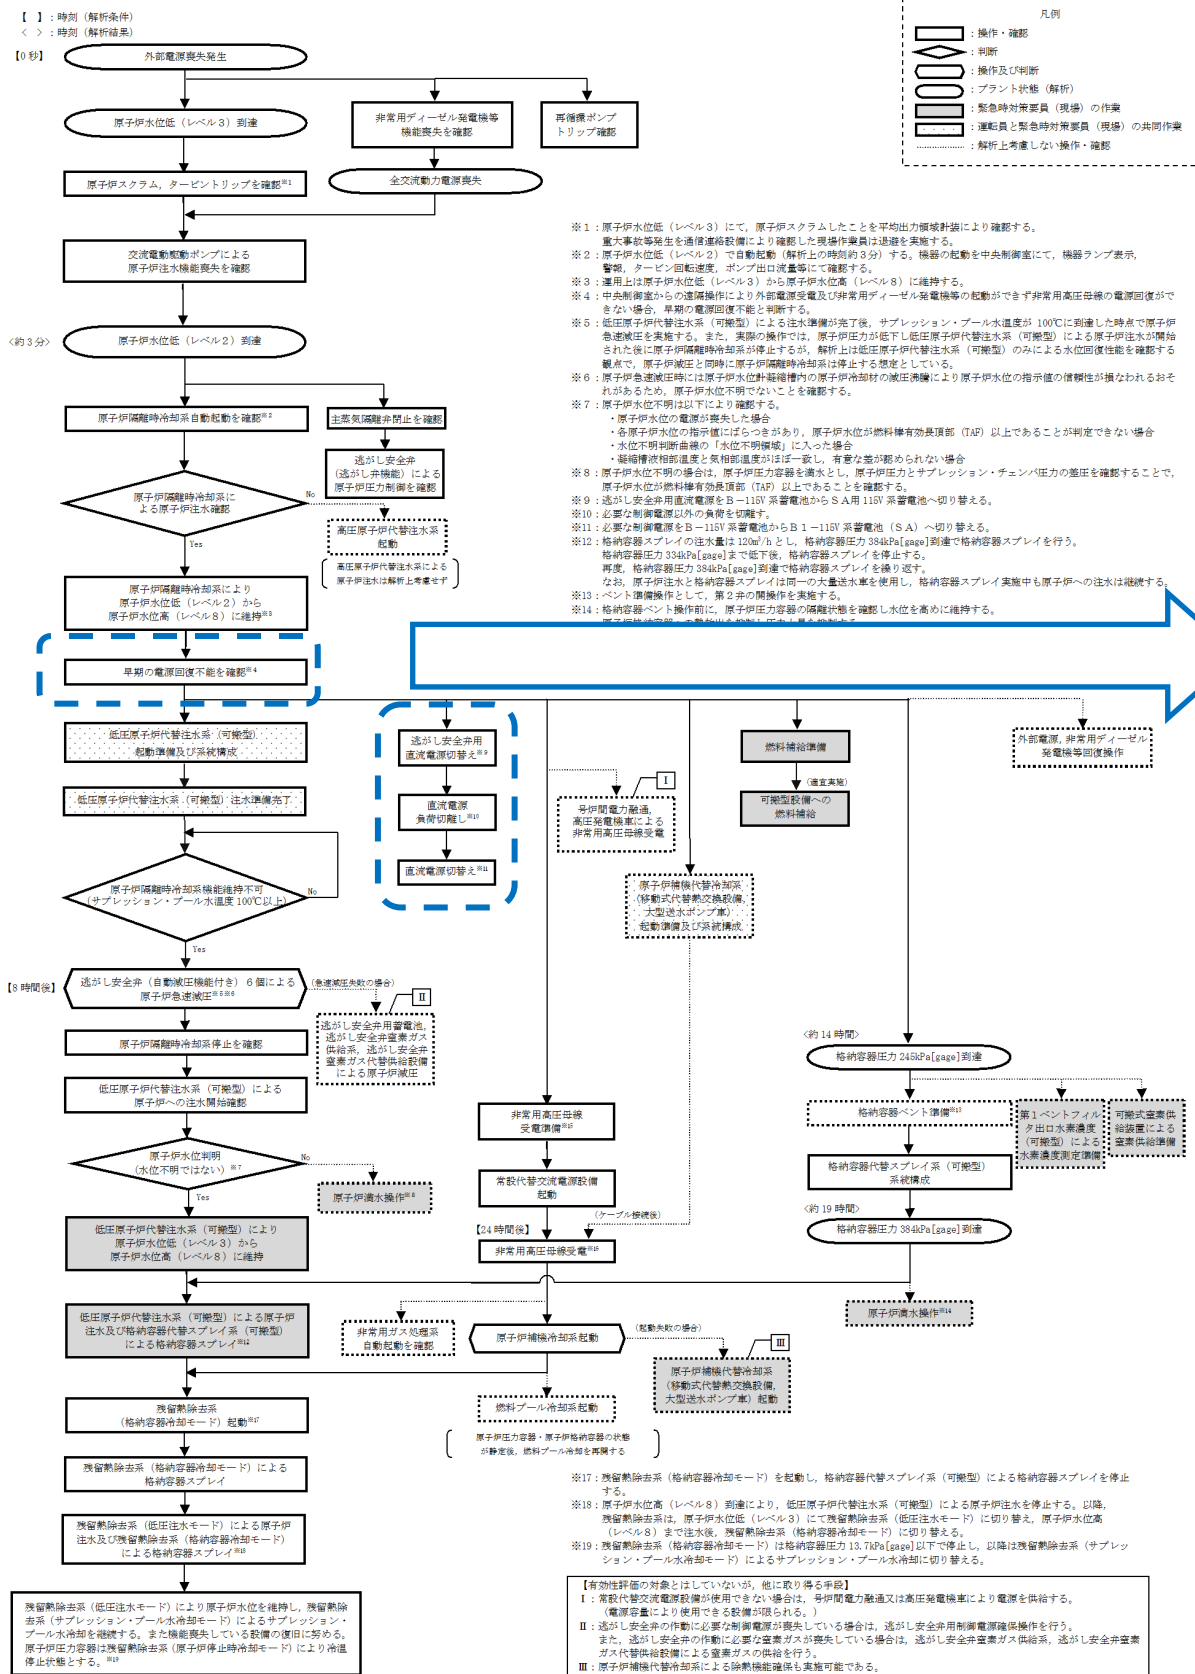 【 】：時刻（解析条件）
＜ ＞：時刻（解析結果）
凡例
：操作・確認
：判断
：操作及び判断
：プラント状態（解析）
：緊急時対策要員（現場）の作業
：運転員と緊急時対策要員（現場）の共同作業
：解析上考慮しない操作・確認
【0秒】
外部電源喪失発生
原子炉水位低（レベル３）到達
非常用ディーゼル発電機等
機能喪失を確認
再循環ポンプ
トリップ確認
原子炉スクラム，タービントリップを確認※1
全交流動力電源喪失
交流電動駆動ポンプによる
原子炉注水機能喪失を確認
<約3分>
原子炉水位低（レベル２）到達
原子炉隔離時冷却系自動起動を確認※2
主蒸気隔離弁閉止を確認
逃がし安全弁
（逃がし弁機能）による
原子炉圧力制御を確認
原子炉隔離時冷却系に
よる原子炉注水確認
No
Yes
高圧原子炉代替注水系
起動
高圧原子炉代替注水系による
原子炉注水は解析上考慮せず
原子炉隔離時冷却系により
原子炉水位低（レベル２）から
原子炉水位高（レベル８）に維持※3
早期の電源回復不能を確認※4
※１：原子炉水位低（レベル３）にて，原子炉スクラムしたことを平均出力領域計装により確認する。
重大事故等発生を通信連絡設備により確認した現場作業員は退避を実施する。
※２：原子炉水位低（レベル２）で自動起動（解析上の時刻約３分）する。機器の起動を中央制御室にて，機器ランプ表示，
警報，タービン回転速度，ポンプ出口流量等にて確認する。
※３：運用上は原子炉水位低（レベル３）から原子炉水位高（レベル８）に維持する。
※４：中央制御室からの遠隔操作により外部電源受電及び非常用ディーゼル発電機等の起動ができず非常用高圧母線の電源回復がで
きない場合，早期の電源回復不能と判断する。
※５：低圧原子炉代替注水系（可搬型）による注水準備が完了後，サプレッション・プール水温度が 100℃に到達した時点で原子炉
急速減圧を実施する。また，実際の操作では，原子炉圧力が低下し低圧原子炉代替注水系（可搬型）による原子炉注水が開始
された後に原子炉隔離時冷却系が停止するが，解析上は低圧原子炉代替注水系（可搬型）のみによる水位回復性能を確認する
観点で，原子炉減圧と同時に原子炉隔離時冷却系は停止する想定としている。
※６：原子炉急速減圧時には原子炉水位計凝縮槽内の原子炉冷却材の減圧沸騰により原子炉水位の指示値の信頼性が損なわれるおそ
れがあるため，原子炉水位不明でないことを確認する。
※７：原子炉水位不明は以下により確認する。
・原子炉水位の電源が喪失した場合
・各原子炉水位の指示値にばらつきがあり，原子炉水位が燃料棒有効長頂部（TAF）以上であることが判定できない場合
・水位不明判断曲線の「水位不明領域」に入った場合
・凝縮槽液相部温度と気相部温度がほぼ一致し，有意な差が認められない場合
※８：原子炉水位不明の場合は，原子炉圧力容器を満水とし，原子炉圧力とサプレッション・チェンバ圧力の差圧を確認することで，
原子炉水位が燃料棒有効長頂部（TAF）以上であることを確認する。
※９：逃がし安全弁用直流電源をＢ－115V 系蓄電池からＳＡ用 115V 系蓄電池へ切り替える。
※10：必要な制御電源以外の負荷を切離す。
※11：必要な制御電源をＢ－115V 系蓄電池からＢ１－115V 系蓄電池（ＳＡ）へ切り替える。
※12：格納容器スプレイの注水量は 120m³/h とし，格納容器圧力 384kPa[gage]到達で格納容器スプレイを行う。
格納容器圧力 334kPa[gage]まで低下後，格納容器スプレイを停止する。
再度，格納容器圧力 384kPa[gage]到達で格納容器スプレイを繰り返す。
なお，原子炉注水と格納容器スプレイは同一の大量送水車を使用し，格納容器スプレイ実施中も原子炉への注水は継続する。
※13：ベント準備操作として，第２弁の開操作を実施する。
※14：格納容器ベント操作前に，原子炉圧力容器の隔離状態を確認し水位を高めに維持する。
低圧原子炉代替注水系（可搬型）
起動準備及び系統構成
低圧原子炉代替注水系（可搬型）注水準備完了
逃がし安全弁用
直流電源切替え※9
直流電源
負荷切離し※10
直流電源切替え※11
Ⅰ
号炉間電力融通，
高圧発電機車による
非常用高圧母線受電
燃料補給準備
（適宜実施）
可搬型設備への
燃料補給
外部電源，非常用ディーゼル
発電機等回復操作
原子炉補機代替冷却系
（移動式代替熱交換設備，
大型送水ポンプ車）
起動準備及び系統構成
原子炉隔離時冷却系機能維持不可
（サプレッション・プール水温度 100℃以上）
No
Yes
【8時間後】
逃がし安全弁（自動減圧機能付き）６個による
原子炉急速減圧※5※6
（急速減圧失敗の場合）
Ⅱ
逃がし安全弁用蓄電池，
逃がし安全弁窒素ガス
供給系，逃がし安全弁
窒素ガス代替供給設備
による原子炉減圧
原子炉隔離時冷却系停止を確認
低圧原子炉代替注水系（可搬型）による
原子炉への注水開始確認
原子炉水位判明
（水位不明ではない）※7
No
Yes
原子炉満水操作※8
<約14時間>
格納容器圧力 245kPa[gage]到達
格納容器ベント準備※13
第１ベントフィル
タ出口水素濃度
（可搬型）による
水素濃度測定準備
可搬式窒素供
給装置による
窒素供給準備
格納容器代替スプレイ系（可搬型）
系統構成
<約19時間>
格納容器圧力 384kPa[gage]到達
原子炉満水操作※14
非常用高圧母線
受電準備※15
常設代替交流電源設備
起動
（ケーブル接続後）
【24時間後】
非常用高圧母線受電※16
低圧原子炉代替注水系（可搬型）により
原子炉水位低（レベル３）から
原子炉水位高（レベル８）に維持
低圧原子炉代替注水系（可搬型）による原子炉
注水及び格納容器代替スプレイ系（可搬型）
による格納容器スプレイ※12
非常用ガス処理系
自動起動を確認
原子炉補機冷却系起動
（起動失敗の場合）
Ⅲ
原子炉補機代替冷却系
（移動式代替熱交換設備，
大型送水ポンプ車）起動
燃料プール冷却系起動
原子炉圧力容器・原子炉格納容器の状態
が静定後，燃料プール冷却を再開する
残留熱除去系
（格納容器冷却モード）起動※17
残留熱除去系（格納容器冷却モード）による
格納容器スプレイ
残留熱除去系（低圧注水モード）による原子炉
注水及び残留熱除去系（格納容器冷却モード）
による格納容器スプレイ※18
残留熱除去系（低圧注水モード）により原子炉水位を維持し，残留熱除
去系（サプレッション・プール水冷却モード）によるサプレッション・
プール水冷却を継続する。また機能喪失している設備の復旧に努める。
原子炉圧力容器は残留熱除去系（原子炉停止時冷却モード）により冷温
停止状態とする。※19
※17：残留熱除去系（格納容器冷却モード）を起動し，格納容器代替スプレイ系（可搬型）による格納容器スプレイを停止
する。
※18：原子炉水位高（レベル８）到達により，低圧原子炉代替注水系（可搬型）による原子炉注水を停止する。以降，
残留熱除去系は，原子炉水位低（レベル３）にて残留熱除去系（低圧注水モード）に切り替え，原子炉水位高
（レベル８）まで注水後，残留熱除去系（格納容器冷却モード）に切り替える。
※19：残留熱除去系（格納容器冷却モード）は格納容器圧力 13.7kPa[gage]以下で停止し，以降は残留熱除去系（サプレッ
ション・プール水冷却モード）によるサプレッション・プール水冷却に切り替える。
【有効性評価の対象とはしていないが，他に取り得る手段】
Ⅰ：常設代替交流電源設備が使用できない場合は，号炉間電力融通又は高圧発電機車により電源を供給する。
（電源容量により使用できる設備が限られる。）
Ⅱ：逃がし安全弁の作動に必要な制御電源が喪失している場合は，逃がし安全弁用制御電源確保操作を行う。
また，逃がし安全弁の作動に必要な窒素ガスが喪失している場合は，逃がし安全弁窒素ガス供給系，逃がし安全弁窒素
ガス代替供給設備による窒素ガスの供給を行う。
Ⅲ：原子炉補機代替冷却系による除熱機能確保も実施可能である。